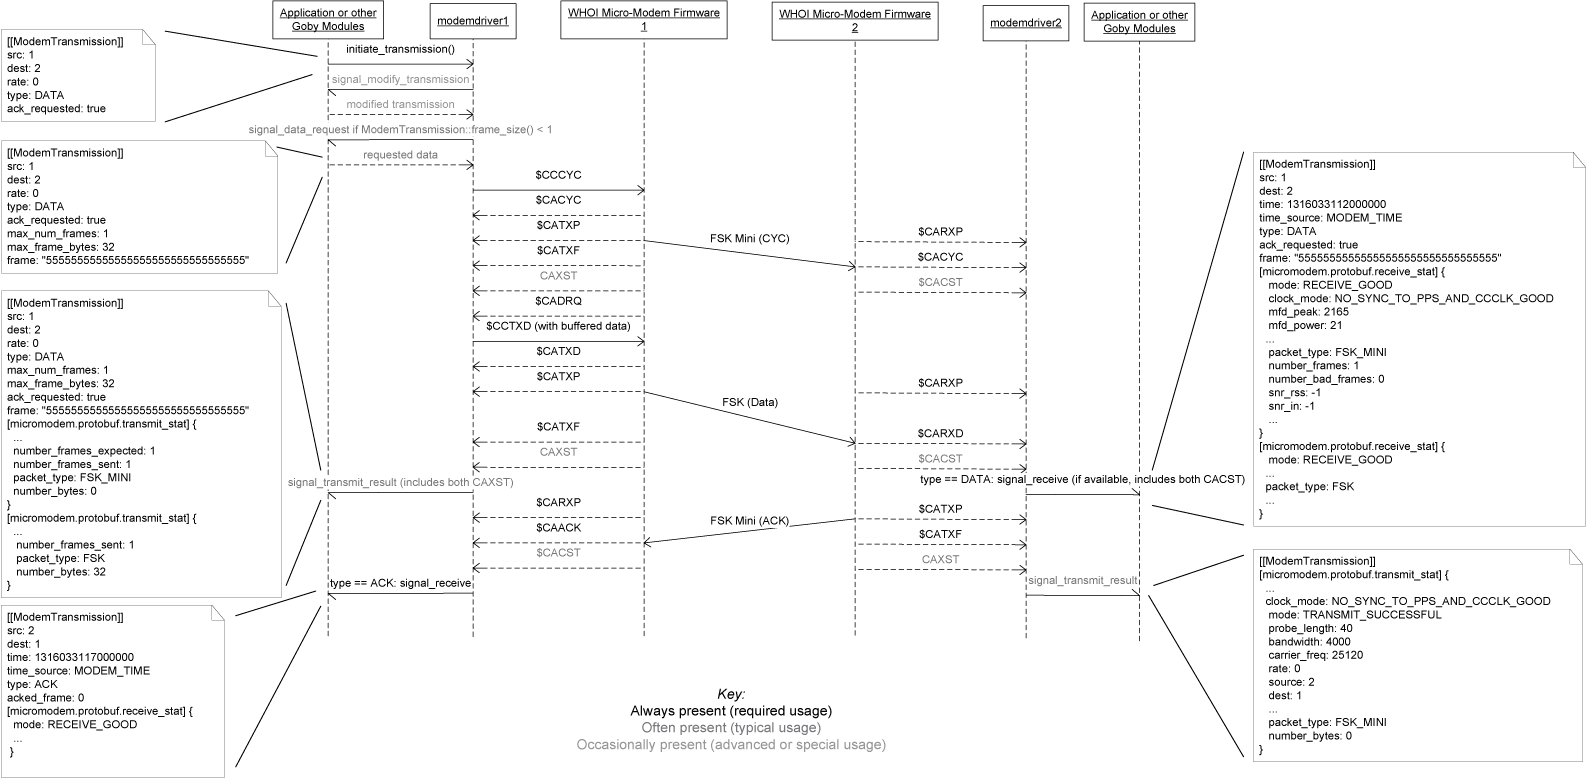 Application or other
Goby Modules
modemdriver1
WHOI Micro-Modem Firmware
1
WHOI Micro-Modem Firmware
2
modemdriver2
Application or other
Goby Modules
[[ModemTransmission]]
src: 1
dest: 2
rate: 0
type: DATA
ack_requested: true
[[ModemTransmission]]
src: 1
dest: 2
rate: 0
type: DATA
ack_requested: true
max_num_frames: 1
max_frame_bytes: 32
frame: "55555555555555555555555555555555"
[[ModemTransmission]]
src: 1
dest: 2
rate: 0
type: DATA
max_num_frames: 1
max_frame_bytes: 32
ack_requested: true
frame: "55555555555555555555555555555555"
[micromodem.protobuf.transmit_stat] {
...
number_frames_expected: 1
number_frames_sent: 1
packet_type: FSK_MINI
number_bytes: 0
}
[micromodem.protobuf.transmit_stat] {
...
number_frames_sent: 1
packet_type: FSK
number_bytes: 32
}
[[ModemTransmission]]
src: 2
dest: 1
time: 1316033117000000
time_source: MODEM_TIME
type: ACK
acked_frame: 0
[micromodem.protobuf.receive_stat] {
mode: RECEIVE_GOOD
...
}
initiate_transmission()
signal_modify_transmission
modified transmission
signal_data_request if ModemTransmission::frame_size() < 1
requested data
$CCCYC
$CACYC
$CATXP
$CATXF
CAXST
$CADRQ
$CCTXD (with buffered data)
$CATXD
$CATXP
$CATXF
CAXST
signal_transmit_result (includes both CAXST)
$CARXP
$CAACK
$CACST
type == ACK: signal_receive
FSK Mini (CYC)
FSK (Data)
FSK Mini (ACK)
$CARXP
$CACYC
$CACST
$CARXP
$CARXD
$CACST
type == DATA: signal_receive (if available, includes both CACST)
$CATXP
$CATXF
CAXST
signal_transmit_result
[[ModemTransmission]]
src: 1
dest: 2
time: 1316033112000000
time_source: MODEM_TIME
type: DATA
ack_requested: true
frame: "55555555555555555555555555555555"
[micromodem.protobuf.receive_stat] {
mode: RECEIVE_GOOD
clock_mode: NO_SYNC_TO_PPS_AND_CCCLK_GOOD
mfd_peak: 2165
mfd_power: 21
...
packet_type: FSK_MINI
number_frames: 1
number_bad_frames: 0
snr_rss: -1
snr_in: -1
...
}
[micromodem.protobuf.receive_stat] {
mode: RECEIVE_GOOD
...
packet_type: FSK
...
}
[[ModemTransmission]]
[micromodem.protobuf.transmit_stat] {
...
clock_mode: NO_SYNC_TO_PPS_AND_CCCLK_GOOD
mode: TRANSMIT_SUCCESSFUL
probe_length: 40
bandwidth: 4000
carrier_freq: 25120
rate: 0
source: 2
dest: 1
...
packet_type: FSK_MINI
number_bytes: 0
}
Key:
Always present (required usage)
Often present (typical usage)
Occasionally present (advanced or special usage)